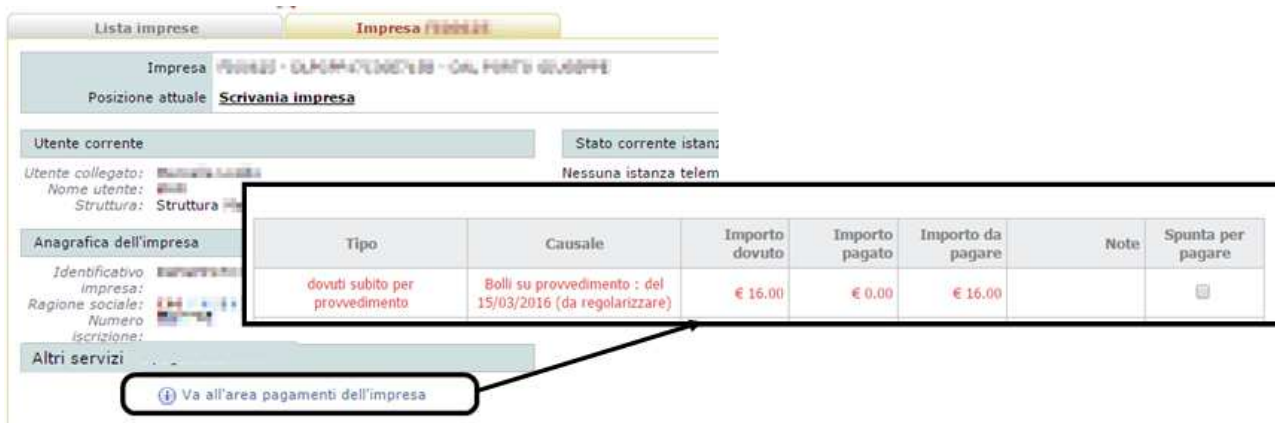 Lista imprese
Impresa
Impresa
Posizione attuale Scrivania impresa
Utente corrente
Stato corrente istanz
Utente collegato:
Nessuna istanza telem
Nome utente:
Struttura: Struttura
Anagrafica dell'impresa
Identificativo
impresa:
Ragione sociale:
Numero
iscrizione:
Altri servizi
Va all'area pagamenti dell'impresa
Tipo
Causale
Importo
dovuto
Importo
pagato
Importo da
pagare
Note
Spunta per
pagare
dovuti subito per
provvedimento
Bolli su provvedimento : del
15/03/2016 (da regolarizzare)
€ 16.00
€ 0.00
€ 16.00